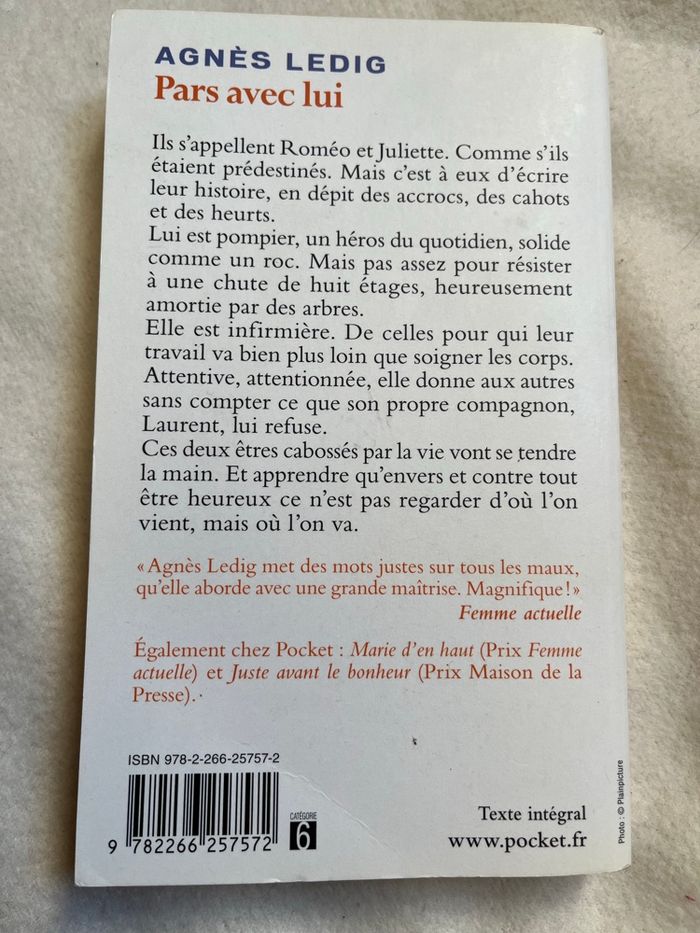 AGNÈS LEDIG
Pars avec lui
Ils s'appellent Roméo et Juliette. Comme s'ils
étaient prédestinés. Mais c'est à eux d'écrire
leur histoire, en dépit des accrocs, des cahots
et des heurts.
Lui est pompier, un héros du quotidien, solide
comme un roc. Mais pas assez pour résister
à une chute de huit étages, heureusement
amortie par des arbres.
Elle est infirmière. De celles pour qui leur
travail va bien plus loin que soigner les corps.
Attentive, attentionnée, elle donne aux autres
sans compter ce que son propre compagnon,
Laurent, lui refuse.
Ces deux êtres cabossés par la vie vont se tendre
la main. Et apprendre qu'envers et contre tout
être heureux ce n'est pas regarder d'où l'on
vient, mais où l'on va.
« Agnès Ledig met des mots justes sur tous les maux,
qu'elle aborde avec une grande maîtrise. Magnifique ! »
Femme actuelle
Également chez Pocket : Marie d'en haut (Prix Femme
actuelle) et Juste avant le bonheur (Prix Maison de la
Presse).
ISBN 978-2-266-25757-2
9 782266 257572
CATÉGORIE
6
Texte intégral
www.pocket.fr
Photo : © Plainpicture